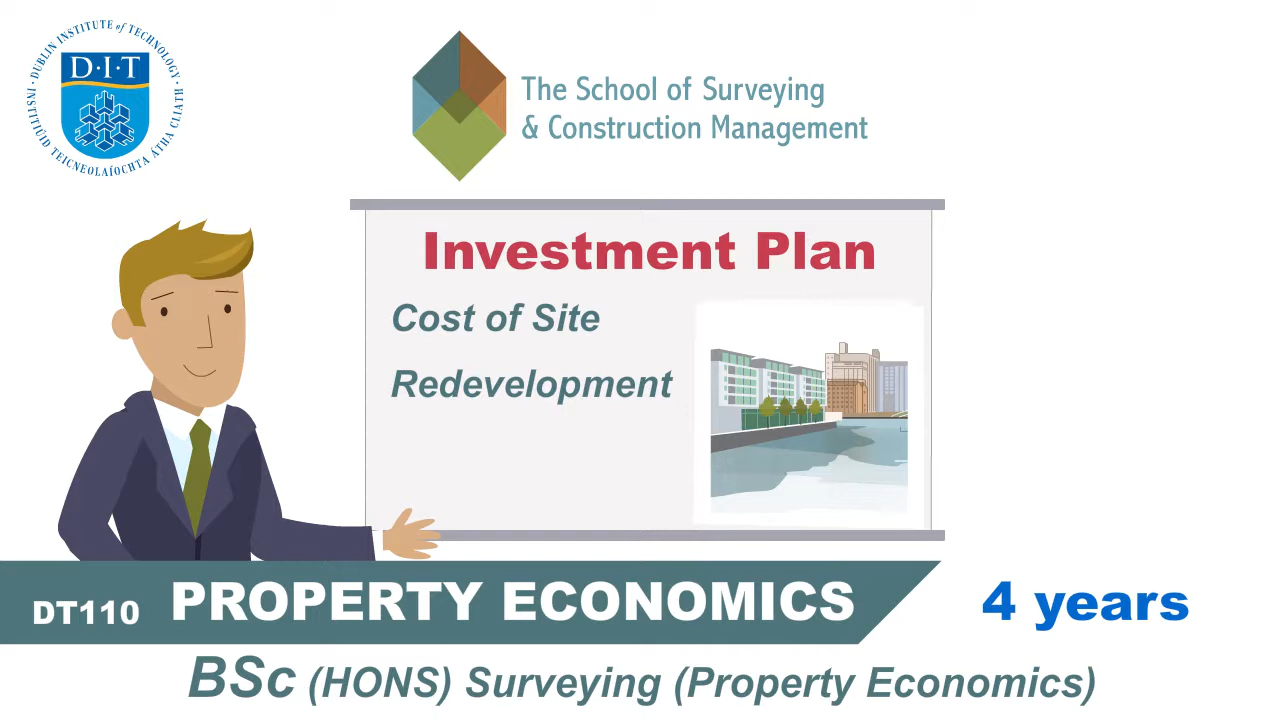 · DUBLIN INSTITUTE of TECHNOLOGY ·
D·I·T
INSTITIÚID TEICNEOLAÍOCHTA ÁTHA CLIATH
The School of Surveying
& Construction Management
Investment Plan
Cost of Site
Redevelopment
DT110 PROPERTY ECONOMICS
4 years
BSc (HONS) Surveying (Property Economics)